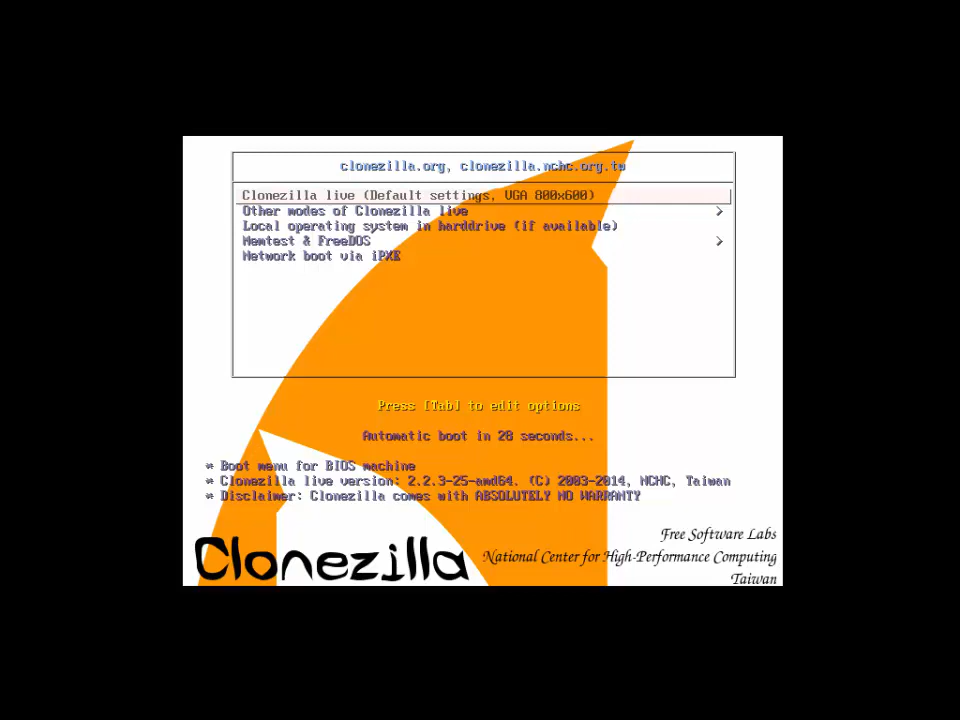 clonezilla.org, clonezilla.nchc.org.tw
Clonezilla live (Default settings, VGA 800x600)
Other modes of Clonezilla live >
Local operating system in harddrive (if available)
Memtest & FreeDOS >
Network boot via iPXE
Press [Tab] to edit options
Automatic boot in 28 seconds...
* Boot menu for BIOS machine
* Clonezilla live version: 2.2.3-25-amd64. (C) 2003-2014, NCHC, Taiwan
* Disclaimer: Clonezilla comes with ABSOLUTELY NO WARRANTY
Clonezilla
Free Software Labs
National Center for High-Performance Computing
Taiwan